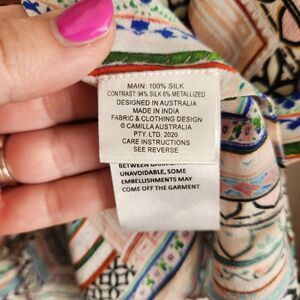 MAIN: 100% SILK
CONTRAST: 94% SILK 6% METALLIZED
DESIGNED IN AUSTRALIA
MADE IN INDIA
FABRIC & CLOTHING DESIGN
© CAMILLA AUSTRALIA
PTY. LTD. 2020
CARE INSTRUCTIONS
SEE REVERSE
BETWEEN
UNAVOIDABLE, SOME
EMBELLISHMENTS MAY
COME OFF THE GARMENT